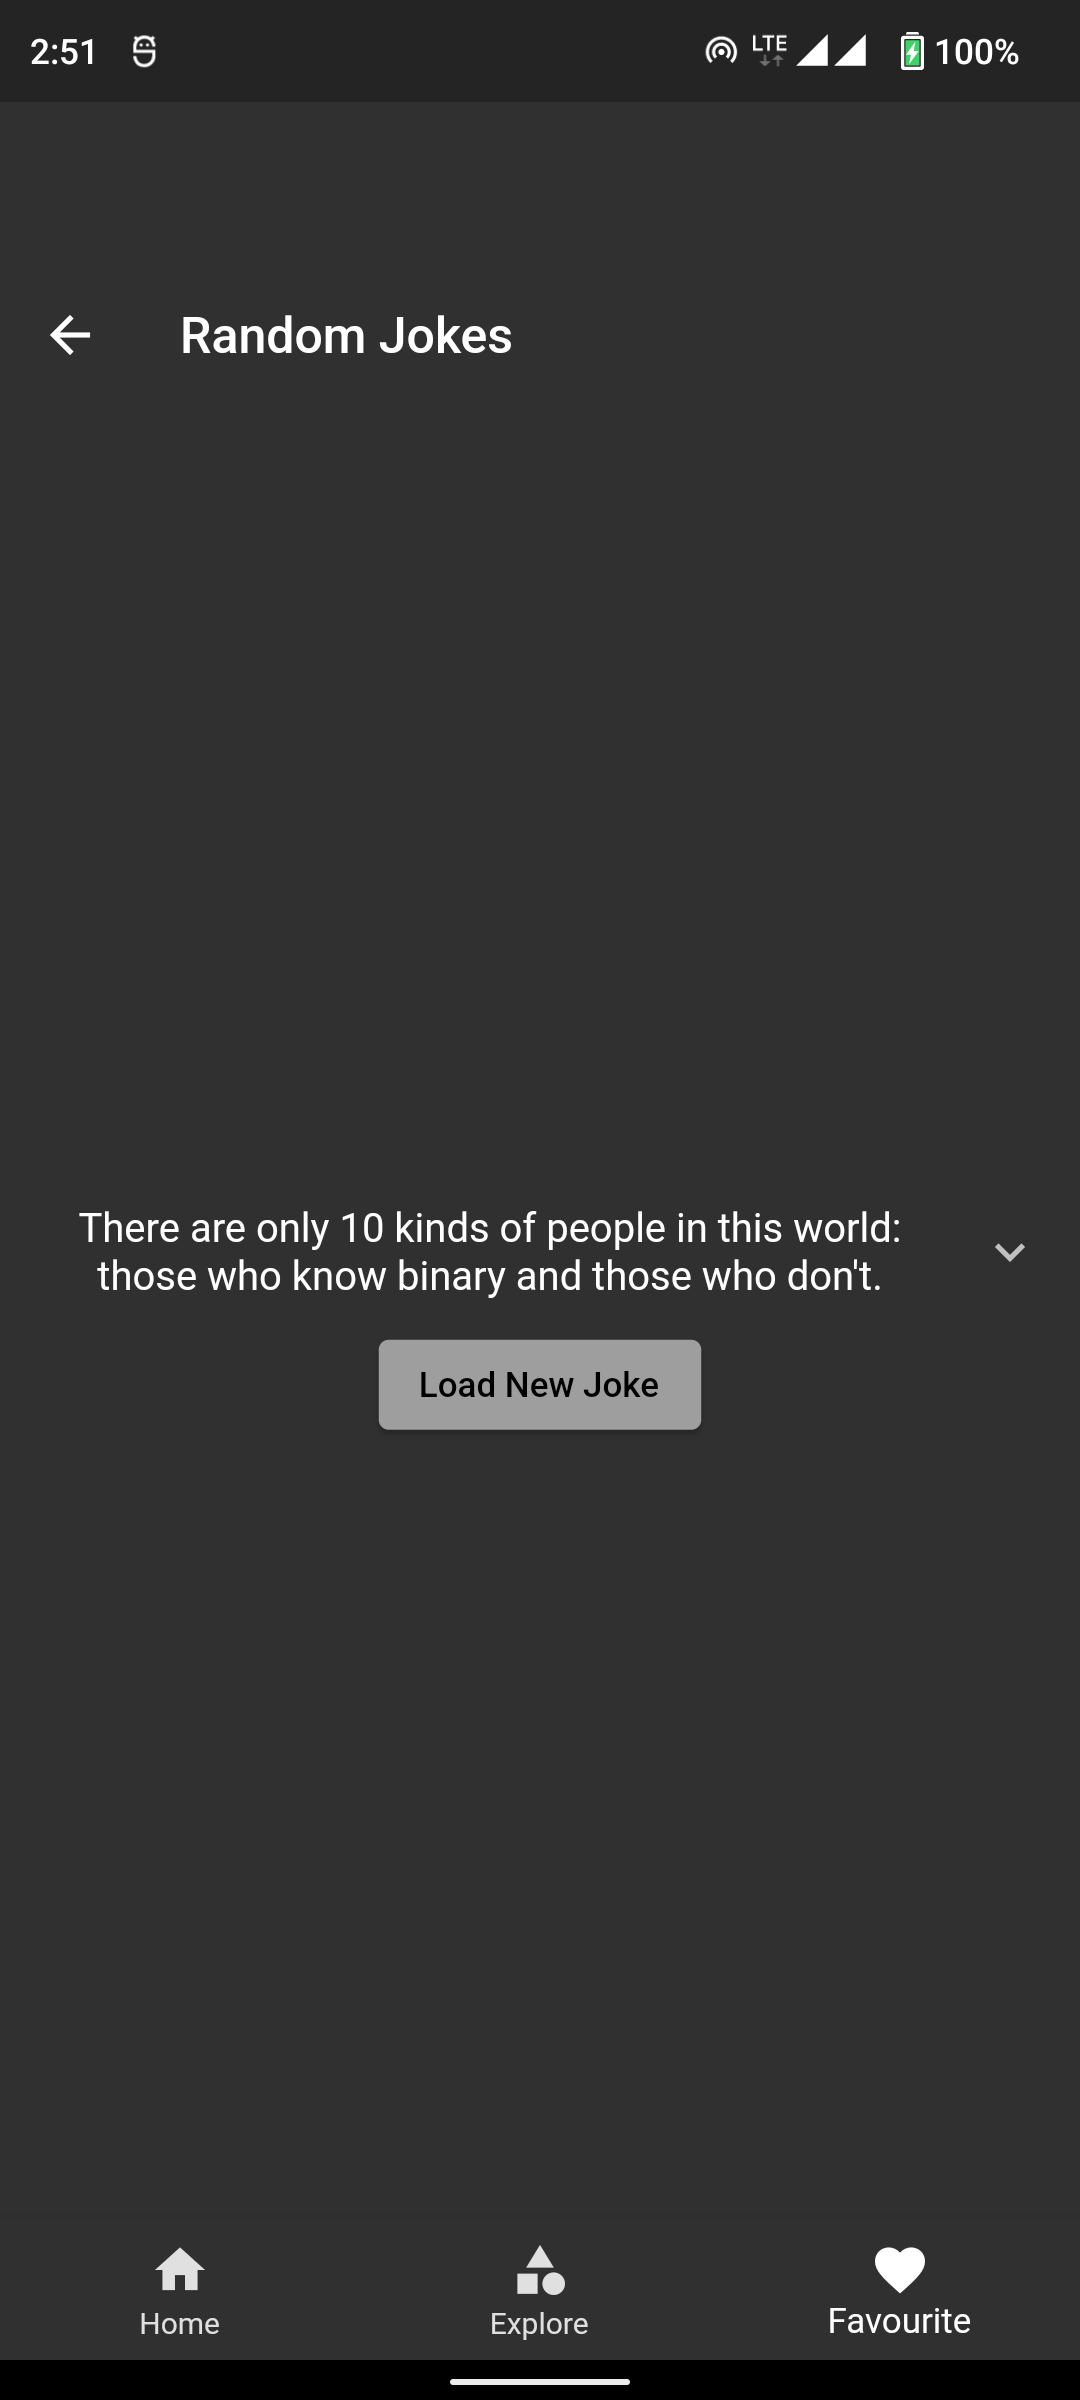 2:51
LTE
100%
Random Jokes
There are only 10 kinds of people in this world:
those who know binary and those who don't.
Load New Joke
Home
Explore
Favourite